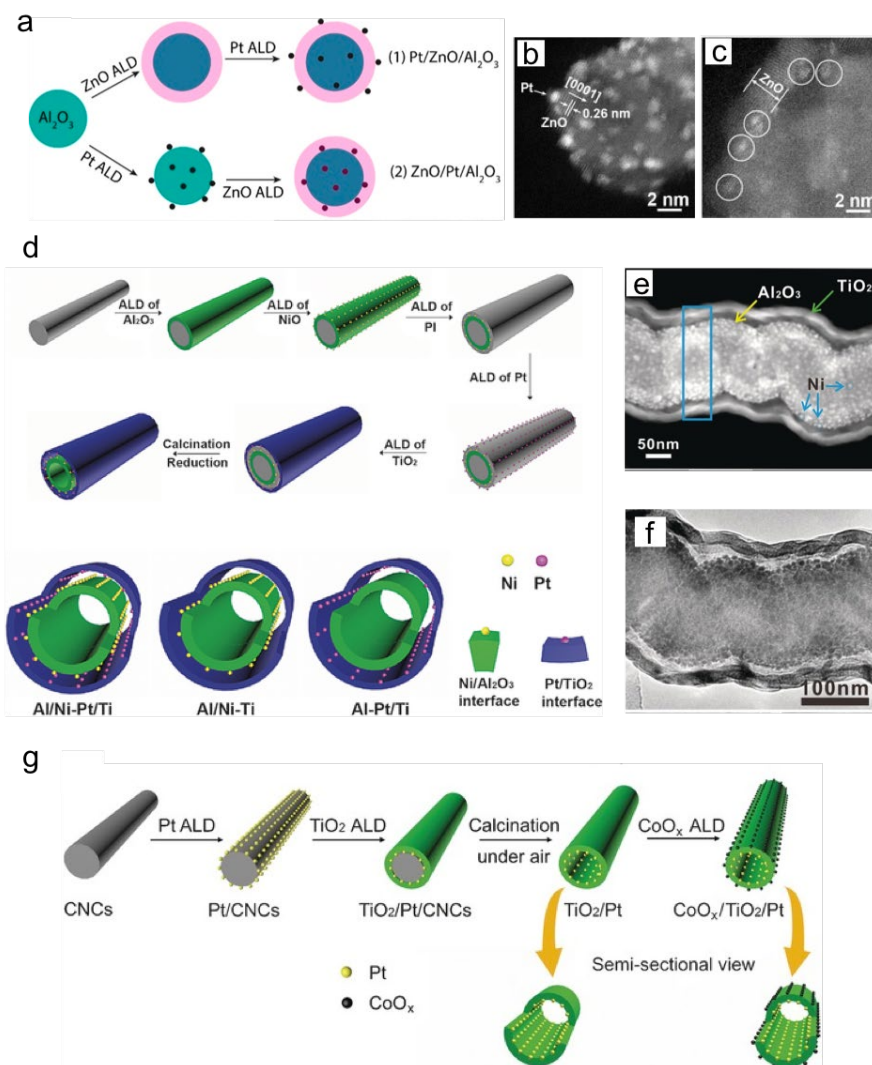 a
ZnO ALD
Pt ALD
(1) Pt/ZnO/Al₂O₃
Al₂O₃
Pt ALD
ZnO ALD
(2) ZnO/Pt/Al₂O₃
b
Pt
[0001]
ZnO
0.26 nm
2 nm
c
ZnO
2 nm
d
ALD of
Al₂O₃
ALD of
NiO
ALD of
PI
ALD of Pt
Calcination
Reduction
ALD of
TiO₂
Ni Pt
Ni/Al₂O₃
interface
Pt/TiO₂
interface
Al/Ni-Pt/Ti
Al/Ni-Ti
Al-Pt/Ti
e
Al₂O₃
TiO₂
Ni
50nm
f
100nm
g
Pt ALD
TiO₂ ALD
Calcination
under air
CoOₓ ALD
CNCs
Pt/CNCs
TiO₂/Pt/CNCs
TiO₂/Pt
CoOₓ/TiO₂/Pt
Semi-sectional view
Pt
CoOₓ